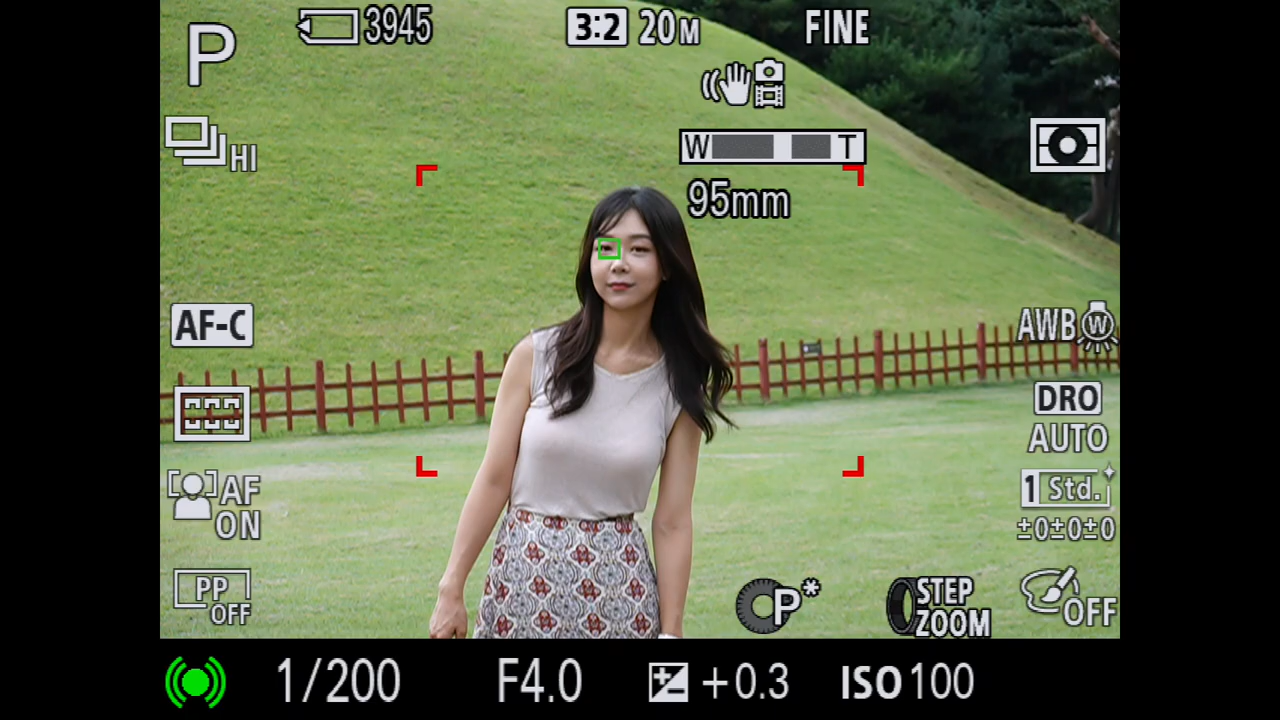 P
3945
3:2 20M
FINE
HI
W T
95mm
AF-C
AWB W
DRO
AUTO
AF
ON
1 Std.
±0±0±0
PP
OFF
P*
STEP
ZOOM
OFF
1/200
F4.0
+0.3
ISO 100